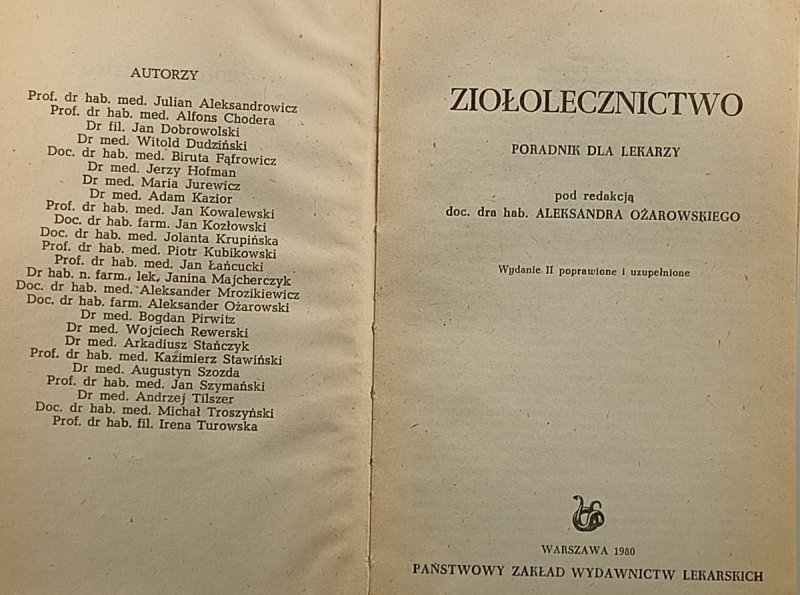 AUTORZY
Prof. dr hab. med. Julian Aleksandrowicz
Prof. dr hab. med. Alfons Chodera
Dr fil. Jan Dobrowolski
Dr med. Witold Dudziński
Doc. dr hab. med. Biruta Fąfrowicz
Dr med. Jerzy Hofman
Dr med. Maria Jurewicz
Dr med. Adam Kazior
Prof. dr hab. med. Jan Kowalewski
Doc. dr hab. farm. Jan Kozłowski
Doc. dr hab. med. Jolanta Krupińska
Prof. dr hab. med. Piotr Kubikowski
Prof. dr hab. med. Jan Łańcucki
Dr hab. n. farm., lek. Janina Majcherczyk
Doc. dr hab. med. Aleksander Mrozikiewicz
Doc. dr hab. farm. Aleksander Ożarowski
Dr med. Bogdan Pirwitz
Dr med. Wojciech Rewerski
Dr med. Arkadiusz Stańczyk
Prof. dr hab. med. Kazimierz Stawiński
Dr med. Augustyn Szozda
Prof. dr hab. med. Jan Szymański
Dr med. Andrzej Tilszer
Doc. dr hab. med. Michał Troszyński
Prof. dr hab. fil. Irena Turowska
ZIOŁOLECZNICTWO
PORADNIK DLA LEKARZY
pod redakcją
doc. dra hab. ALEKSANDRA OŻAROWSKIEGO
Wydanie II poprawione i uzupełnione
WARSZAWA 1980
PAŃSTWOWY ZAKŁAD WYDAWNICTW LEKARSKICH